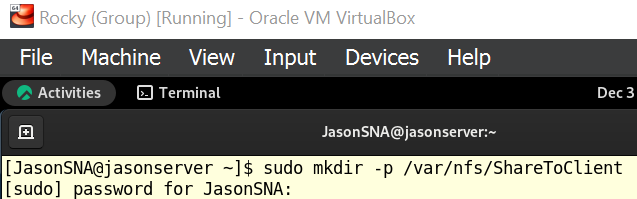 Rocky (Group) [Running] - Oracle VM VirtualBox
File Machine View Input Devices Help
Activities Terminal Dec 3
JasonSNA@jasonserver:~
[JasonSNA@jasonserver ~]$ sudo mkdir -p /var/nfs/ShareToClient
[sudo] password for JasonSNA: